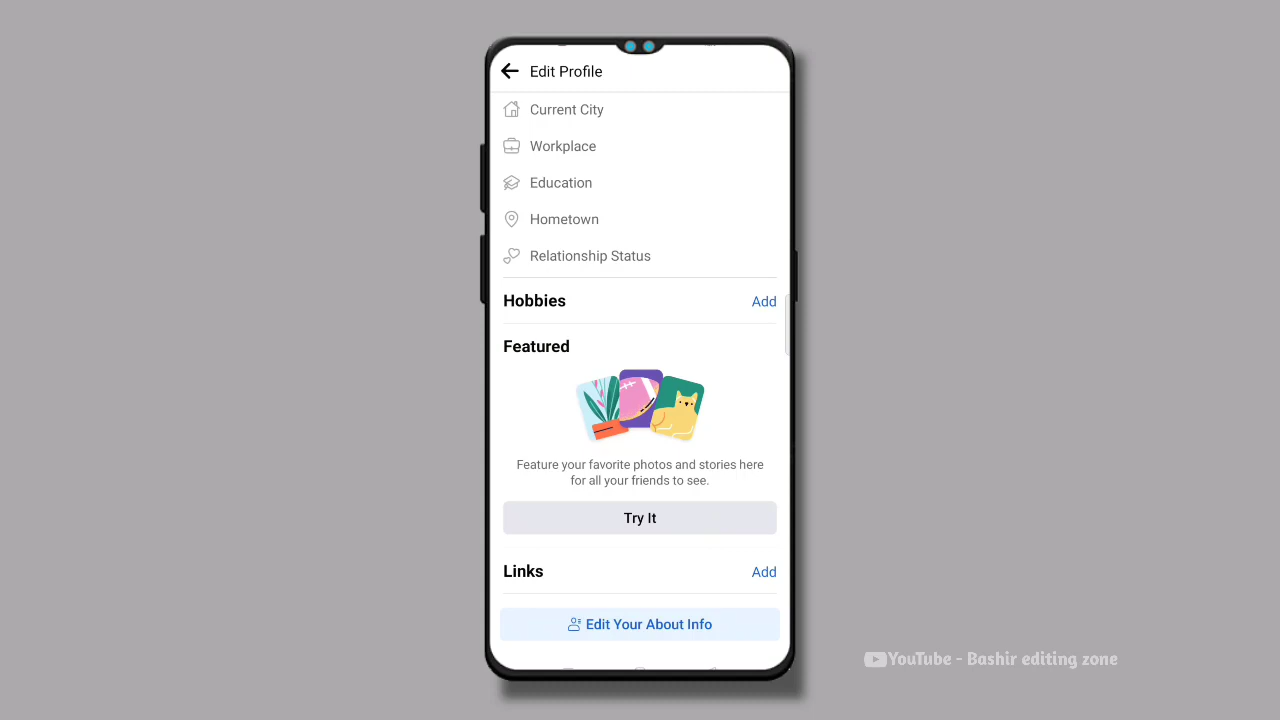 Edit Profile
Current City
Workplace
Education
Hometown
Relationship Status
Hobbies Add
Featured
Feature your favorite photos and stories here
for all your friends to see.
Try It
Links Add
Edit Your About Info
YouTube - Bashir editing zone